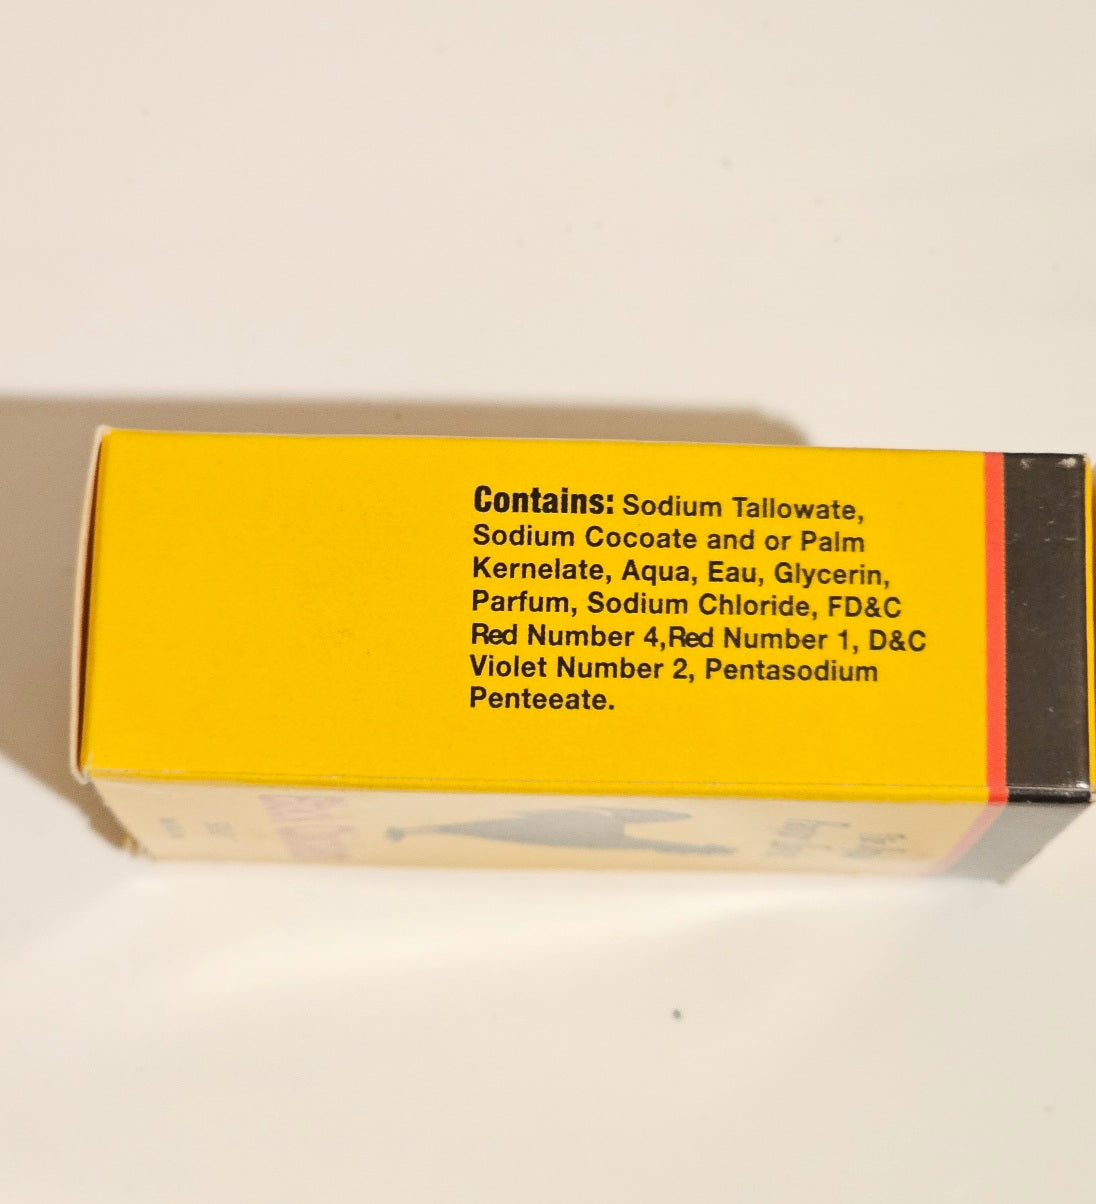 Contains: Sodium Tallowate,
Sodium Cocoate and or Palm
Kernelate, Aqua, Eau, Glycerin,
Parfum, Sodium Chloride, FD&C
Red Number 4,Red Number 1, D&C
Violet Number 2, Pentasodium
Penteeate.